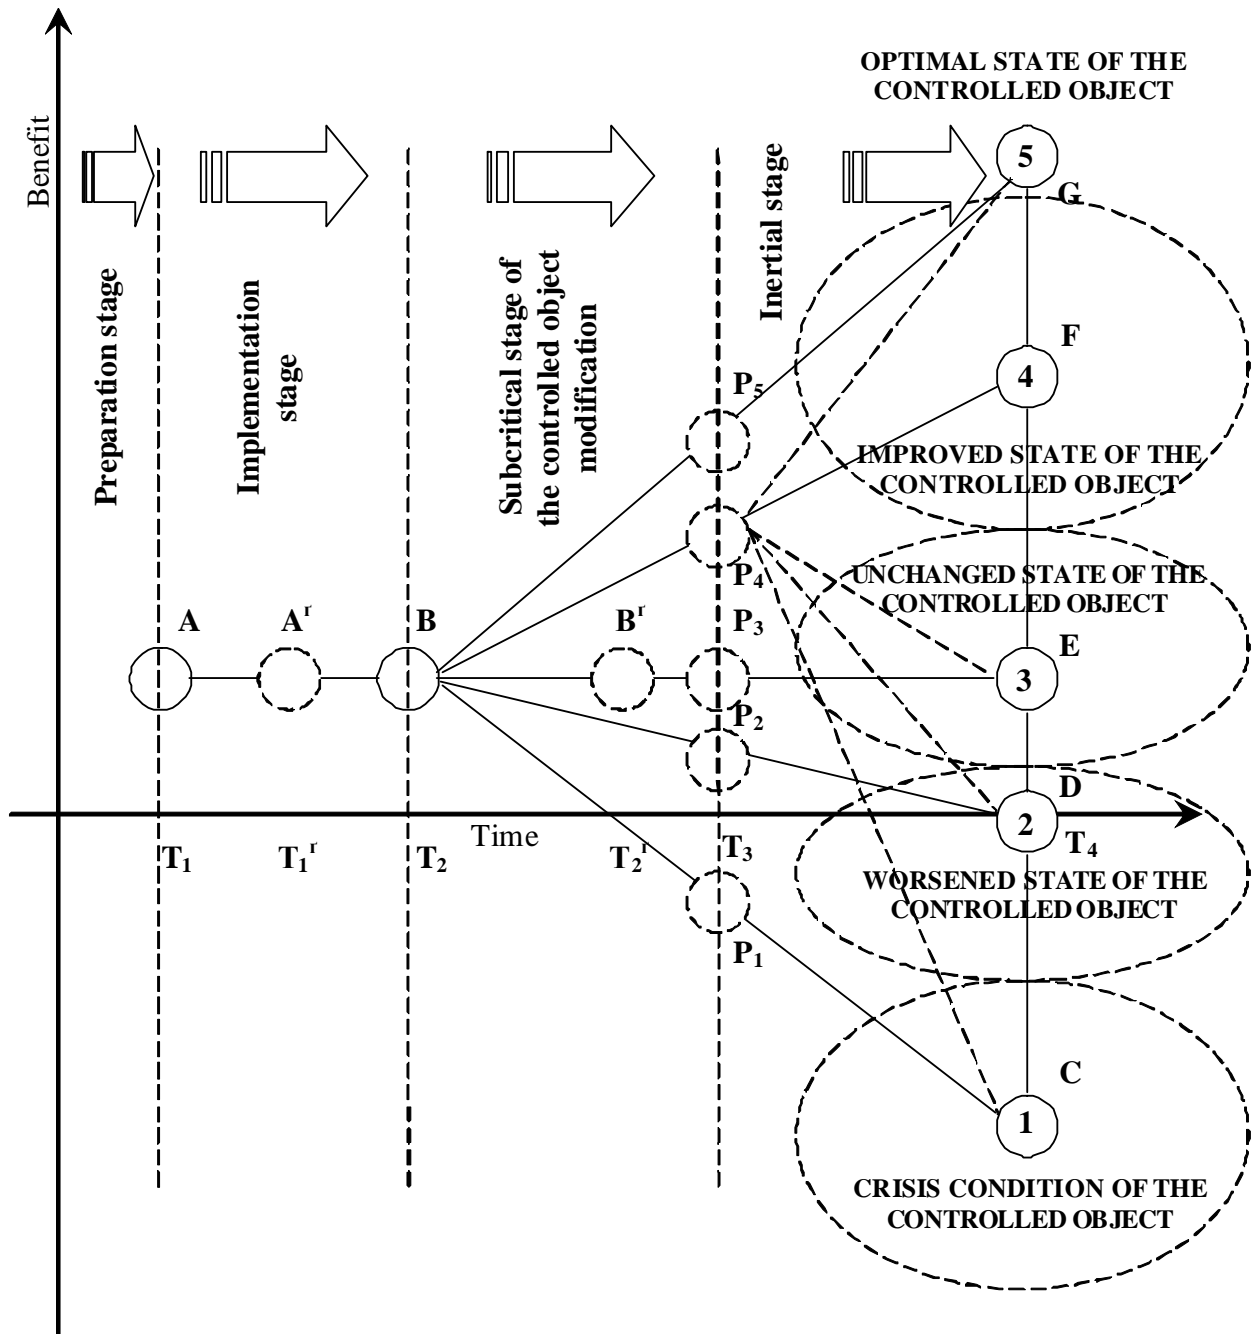 OPTIMAL STATE OF THE
CONTROLLED OBJECT
Benefit
Preparation stage
Implementation
stage
Subcritical stage of
the controlled object
modification
Inertial stage
5
G
F
4
P5
IMPROVED STATE OF THE
CONTROLLED OBJECT
P4
UNCHANGED STATE OF THE
CONTROLLED OBJECT
A
A^r
B
B^r
P3
E
3
P2
D
2
Time
T1
T1^r
T2
T2^r
T3
T4
WORSENED STATE OF THE
CONTROLLED OBJECT
P1
C
1
CRISIS CONDITION OF THE
CONTROLLED OBJECT